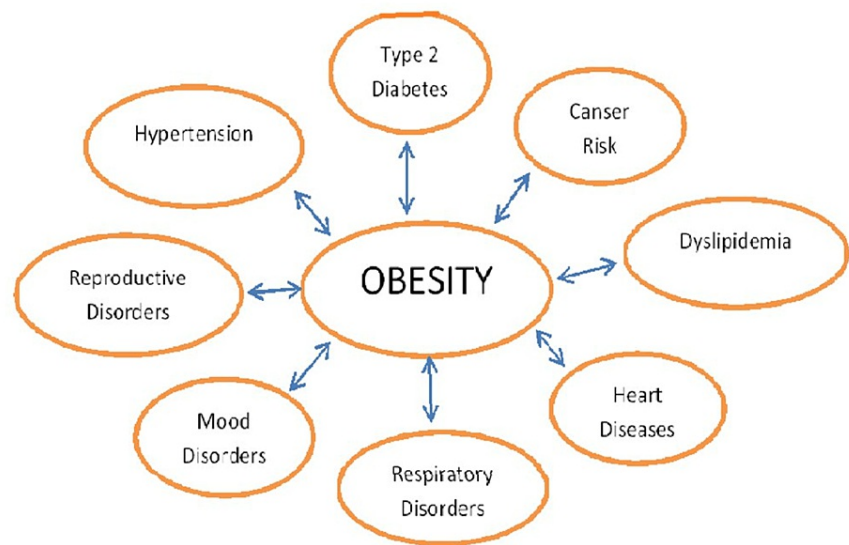 Type 2
Diabetes
Hypertension
Canser
Risk
Dyslipidemia
Reproductive
Disorders
OBESITY
Mood
Disorders
Heart
Diseases
Respiratory
Disorders